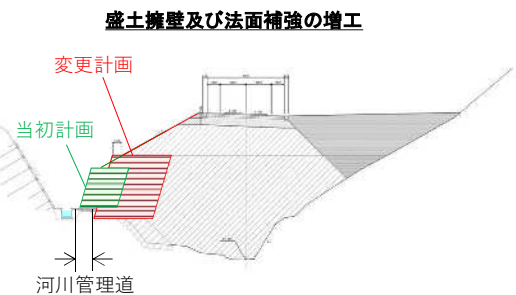 盛土擁壁及び法面補強の増工
変更計画
当初計画
河川管理道